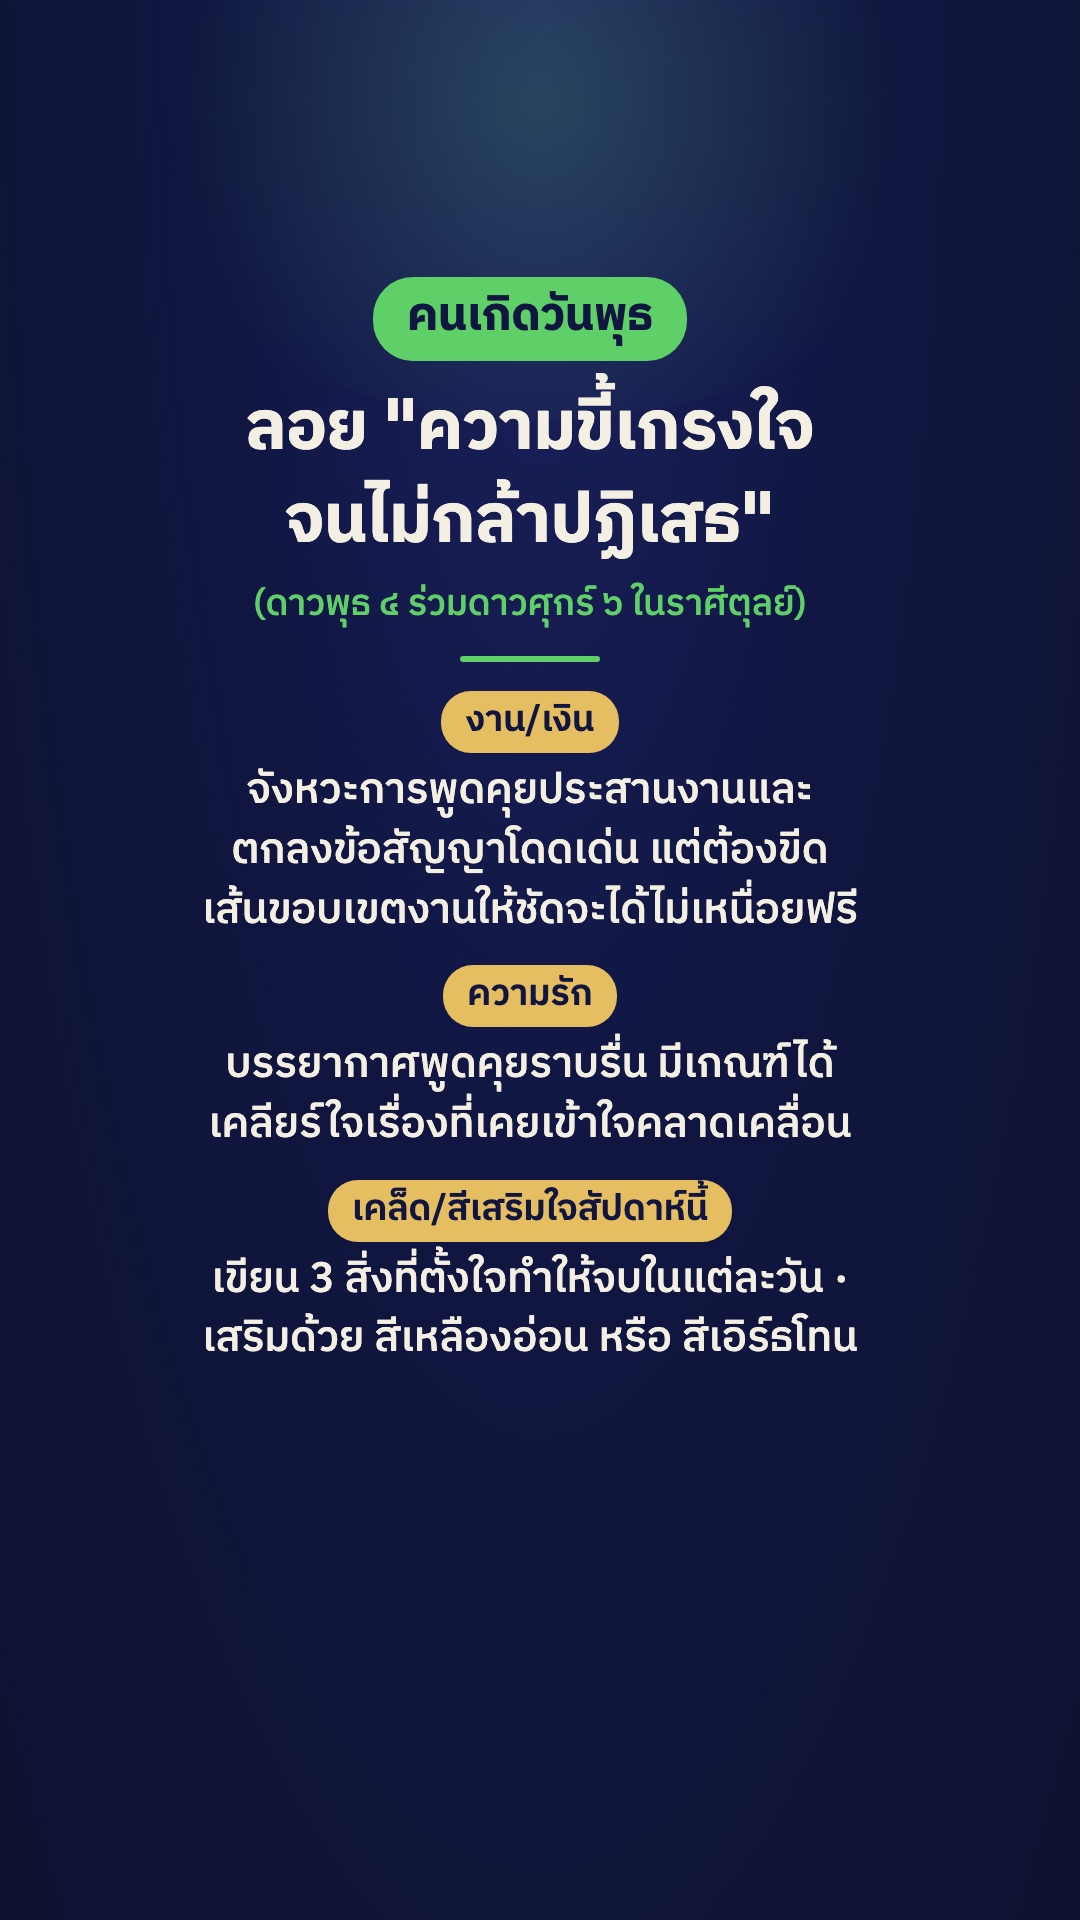 คนเกิดวันพุธ
ลอย "ความขี้เกรงใจ
จนไม่กล้าปฏิเสธ"
(ดาวพุธ ๔ ร่วมดาวศุกร์ ๖ ในราศีตุลย์)
งาน/เงิน
จังหวะการพูดคุยประสานงานและ
ตกลงข้อสัญญาโดดเด่น แต่ต้องขีด
เส้นขอบเขตงานให้ชัดจะได้ไม่เหนื่อยฟรี
ความรัก
บรรยากาศพูดคุยราบรื่น มีเกณฑ์ได้
เคลียร์ใจเรื่องที่เคยเข้าใจคลาดเคลื่อน
เคล็ด/สีเสริมใจสัปดาห์นี้
เขียน 3 สิ่งที่ตั้งใจทำให้จบในแต่ละวัน ·
เสริมด้วย สีเหลืองอ่อน หรือ สีเอิร์ธโทน